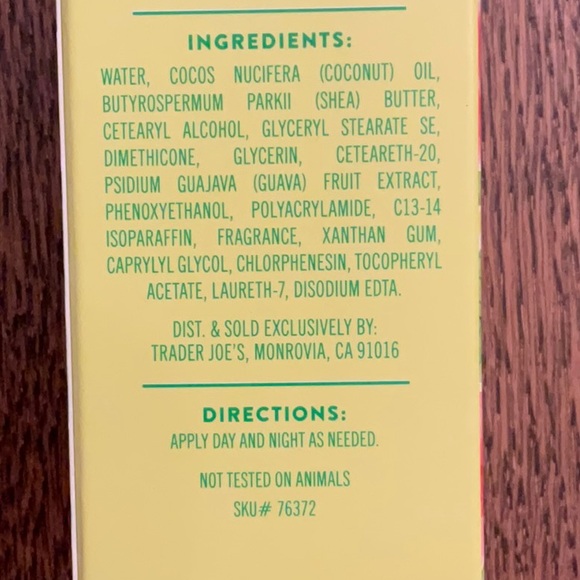 INGREDIENTS:
WATER, COCOS NUCIFERA (COCONUT) OIL,
BUTYROSPERMUM PARKII (SHEA) BUTTER,
CETEARYL ALCOHOL, GLYCERYL STEARATE SE,
DIMETHICONE, GLYCERIN, CETEARETH-20,
PSIDIUM GUAJAVA (GUAVA) FRUIT EXTRACT,
PHENOXYETHANOL, POLYACRYLAMIDE, C13-14
ISOPARAFFIN, FRAGRANCE, XANTHAN GUM,
CAPRYLYL GLYCOL, CHLORPHENESIN, TOCOPHERYL
ACETATE, LAURETH-7, DISODIUM EDTA.
DIST. & SOLD EXCLUSIVELY BY:
TRADER JOE'S, MONROVIA, CA 91016
DIRECTIONS:
APPLY DAY AND NIGHT AS NEEDED.
NOT TESTED ON ANIMALS
SKU# 76372